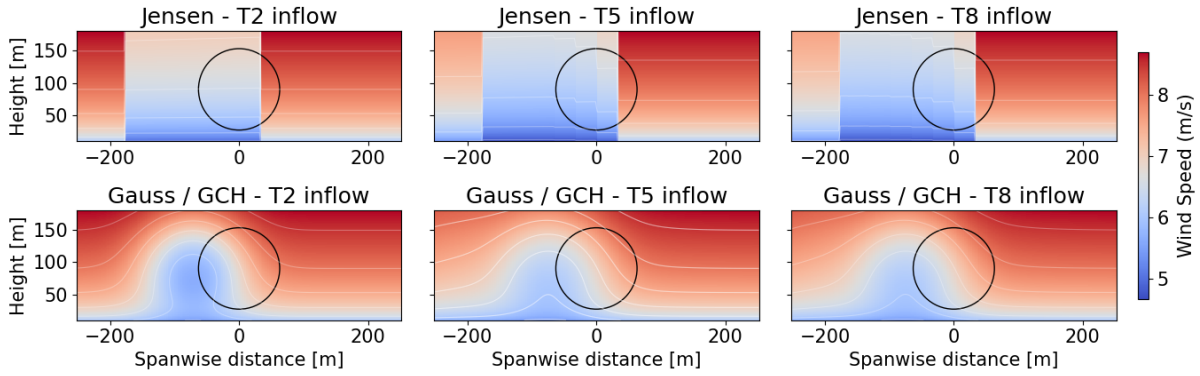 Jensen - T2 inflow
Jensen - T5 inflow
Jensen - T8 inflow
Height [m]
150
100
50
−200 0 200
−200 0 200
−200 0 200
Gauss / GCH - T2 inflow
Gauss / GCH - T5 inflow
Gauss / GCH - T8 inflow
Height [m]
150
100
50
−200 0 200
−200 0 200
−200 0 200
Spanwise distance [m]
Spanwise distance [m]
Spanwise distance [m]
8
7
6
5
Wind Speed (m/s)